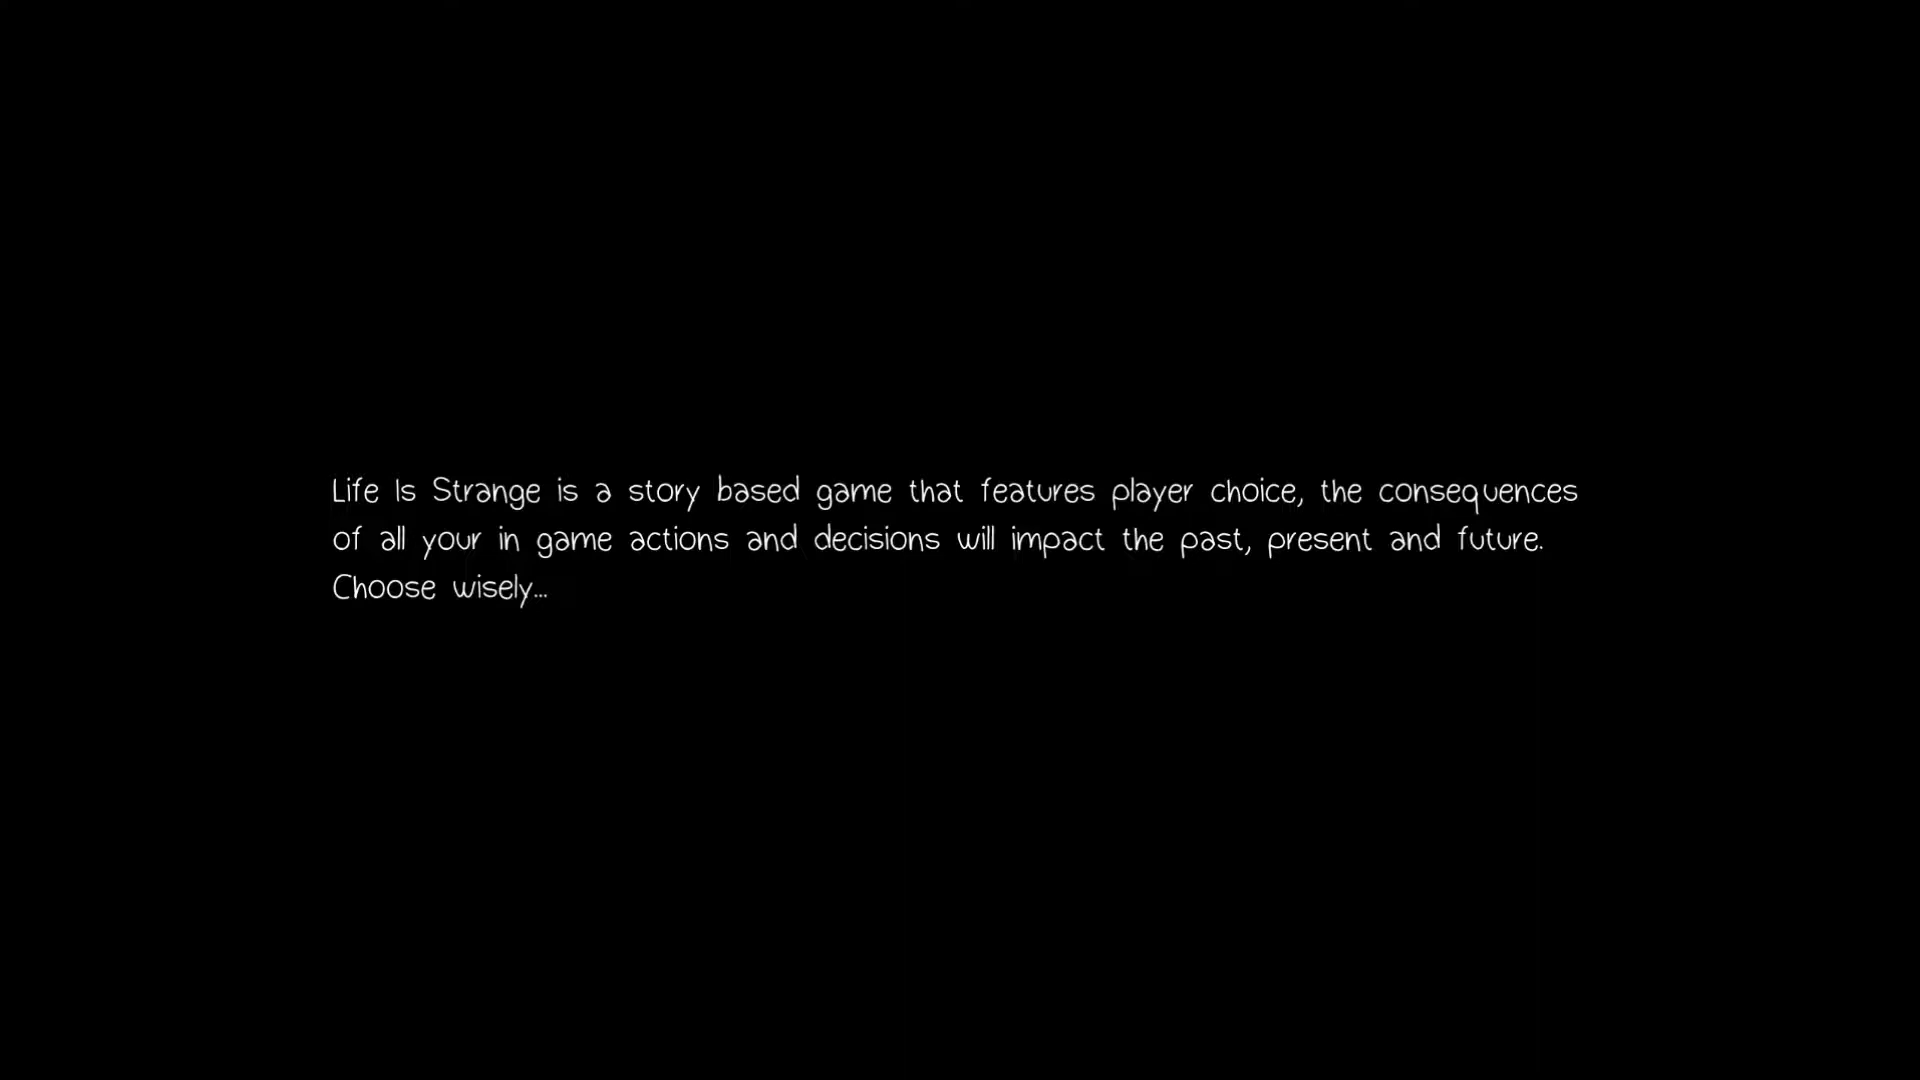 Life Is Strange is a story based game that features player choice, the consequences
of all your in game actions and decisions will impact the past, present and future.
Choose wisely...